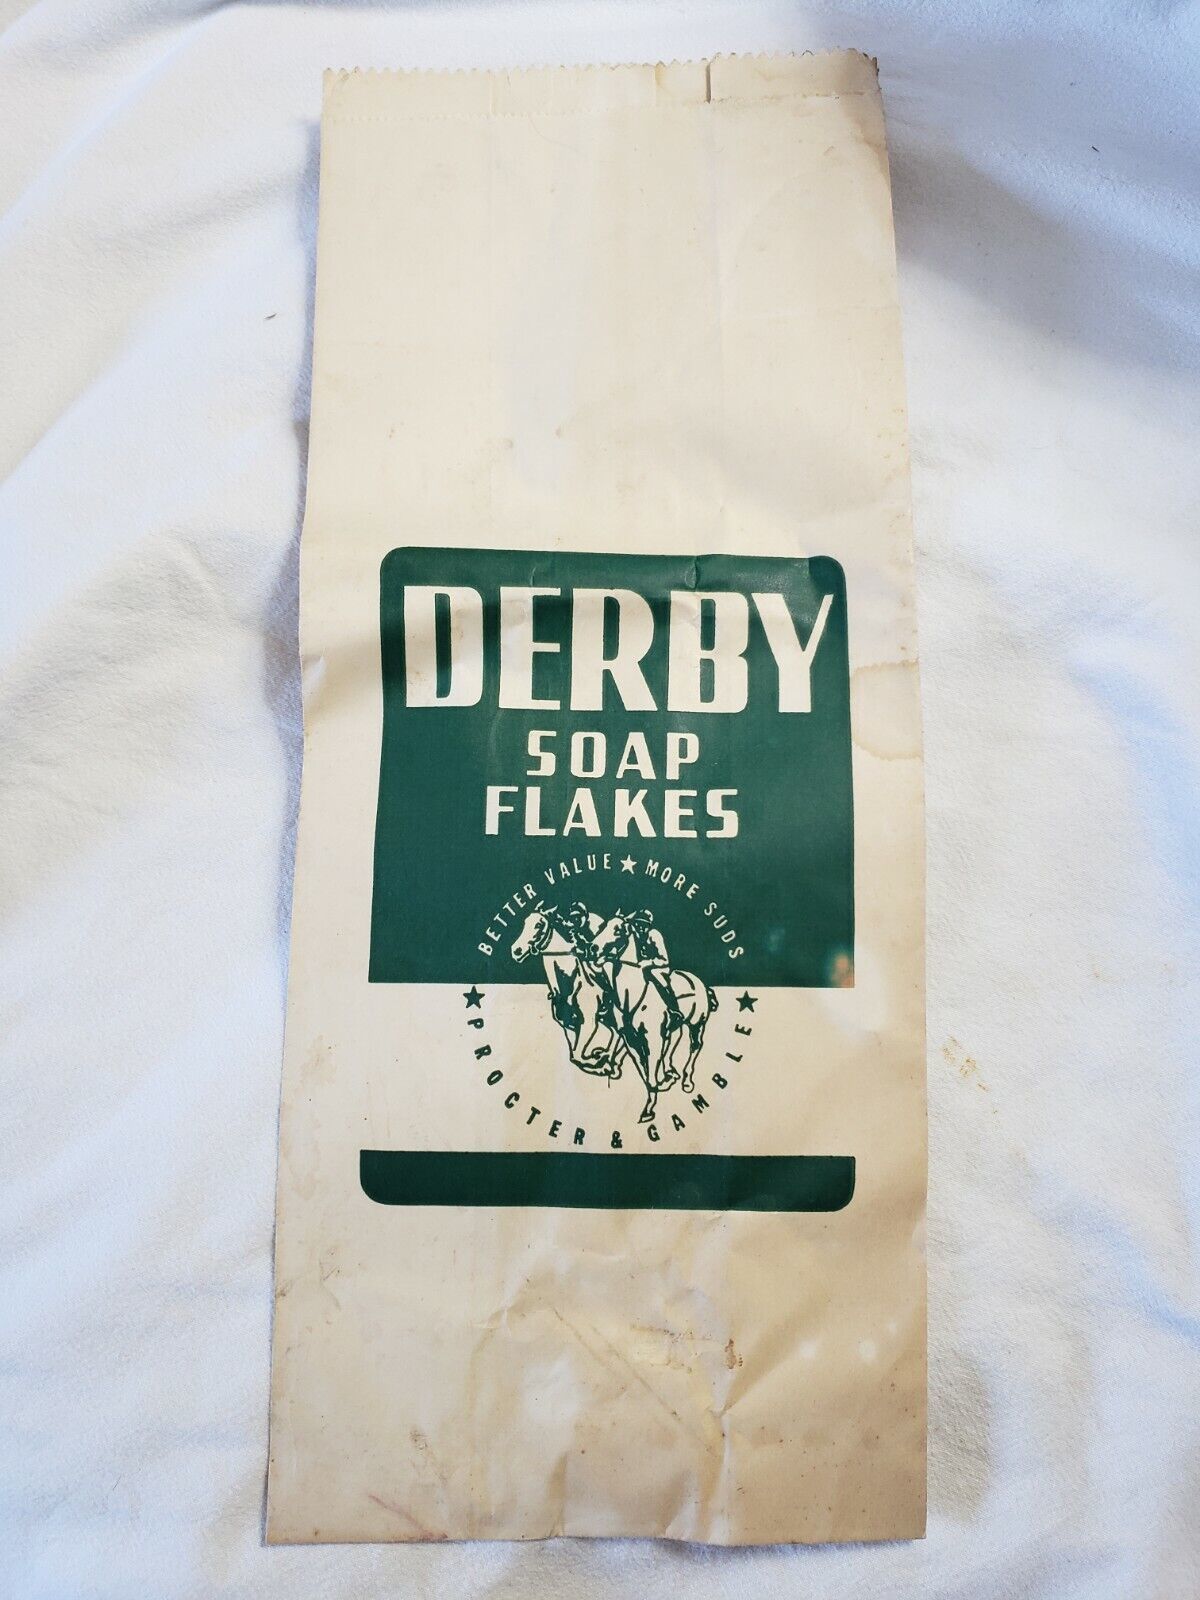 DERBY
SOAP
FLAKES
BETTER VALUE ★ MORE SUDS
★ PROCTER & GAMBLE ★